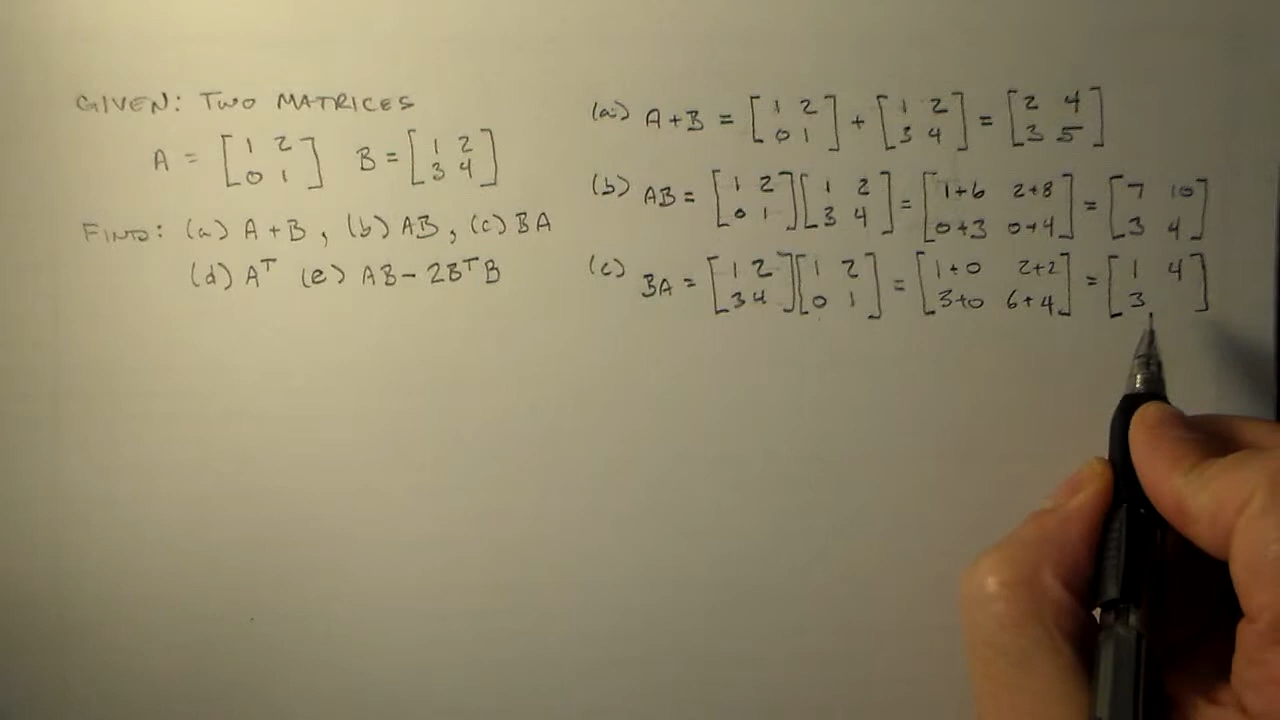 GIVEN: TWO MATRICES
A = [1 2; 0 1] B = [1 2; 3 4]
FIND: (a) A+B, (b) AB, (c) BA
(d) Aᵀ (e) AB - 2BᵀB
(a) A+B = [1 2; 0 1] + [1 2; 3 4] = [2 4; 3 5]
(b) AB = [1 2; 0 1][1 2; 3 4] = [1+6 2+8; 0+3 0+4] = [7 10; 3 4]
(c) BA = [1 2; 3 4][1 2; 0 1] = [1+0 2+2; 3+0 6+4] = [1 4; 3